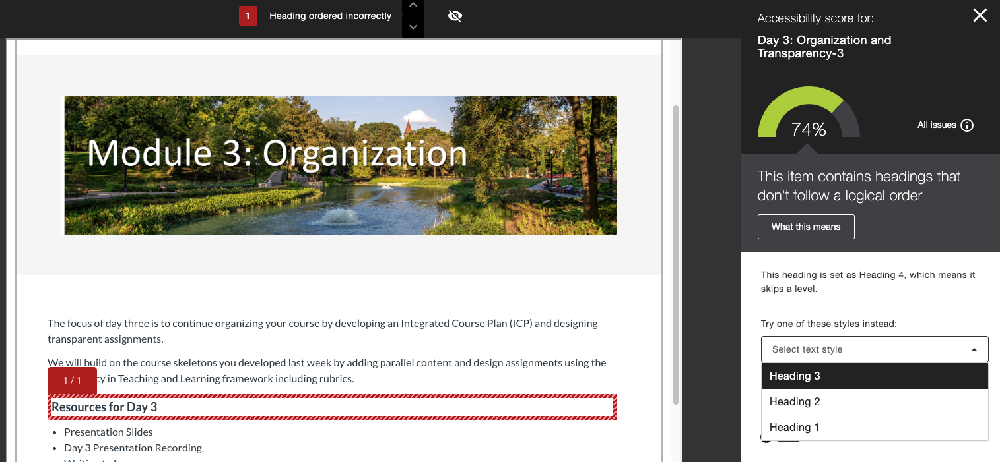 1 Heading ordered incorrectly
Module 3: Organization
The focus of day three is to continue organizing your course by developing an Integrated Course Plan (ICP) and designing
transparent assignments.
We will build on the course skeletons you developed last week by adding parallel content and design assignments using the
1 / 1
in Teaching and Learning framework including rubrics.
Resources for Day 3
Presentation Slides
Day 3 Presentation Recording
Accessibility score for:
Day 3: Organization and
Transparency-3
74%
All issues
This item contains headings that
don't follow a logical order
What this means
This heading is set as Heading 4, which means it
skips a level.
Try one of these styles instead:
Select text style
Heading 3
Heading 2
Heading 1